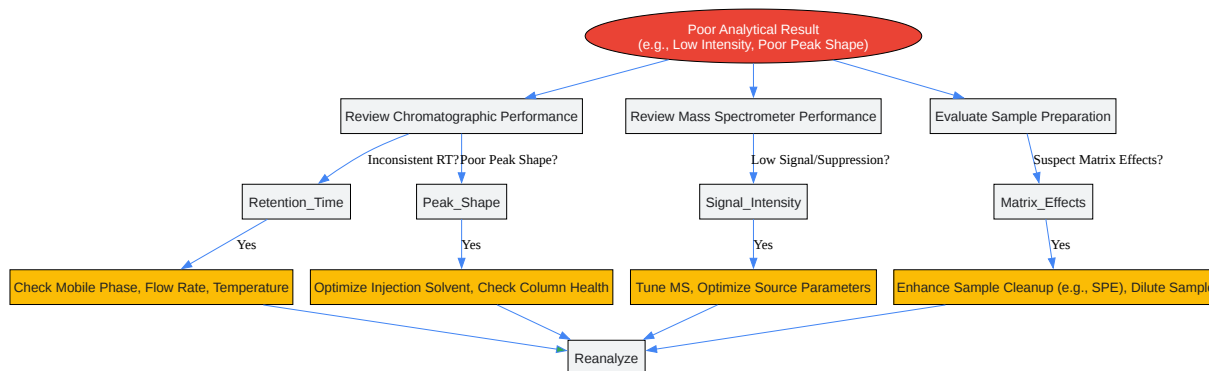 Poor Analytical Result
(e.g., Low Intensity, Poor Peak Shape)
Review Chromatographic Performance
Review Mass Spectrometer Performance
Evaluate Sample Preparation
Inconsistent RT?
Poor Peak Shape?
Low Signal/Suppression?
Suspect Matrix Effects?
Retention_Time
Peak_Shape
Signal_Intensity
Matrix_Effects
Yes
Yes
Yes
Yes
Check Mobile Phase, Flow Rate, Temperature
Optimize Injection Solvent, Check Column Health
Tune MS, Optimize Source Parameters
Enhance Sample Cleanup (e.g., SPE), Dilute Sample
Reanalyze